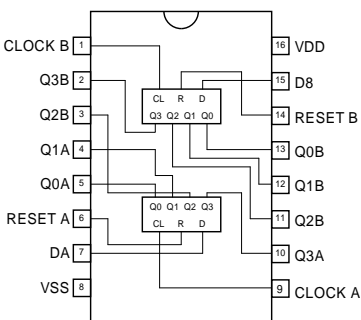 CLOCK B 1
Q3B 2
Q2B 3
Q1A 4
Q0A 5
RESET A 6
DA 7
VSS 8
16 VDD
15 D8
14 RESET B
13 Q0B
12 Q1B
11 Q2B
10 Q3A
9 CLOCK A
CL R D
Q3 Q2 Q1 Q0
Q0 Q1 Q2 Q3
CL R D